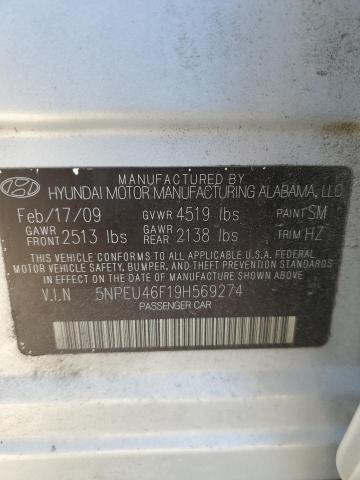 MANUFACTURED BY
HYUNDAI MOTOR MANUFACTURING ALABAMA, LLC
Feb/17/09 GVWR 4519 lbs PAINT SM
GAWR FRONT 2513 lbs GAWR REAR 2138 lbs TRIM HZ
THIS VEHICLE CONFORMS TO ALL APPLICABLE U.S.A FEDERAL
MOTOR VEHICLE SAFETY, BUMPER, AND THEFT PREVENTION
STANDARDS IN EFFECT ON THE DATE OF MANUFACTURE SHOWN ABOVE.
V.I.N 5NPEU46F19H569274
PASSENGER CAR